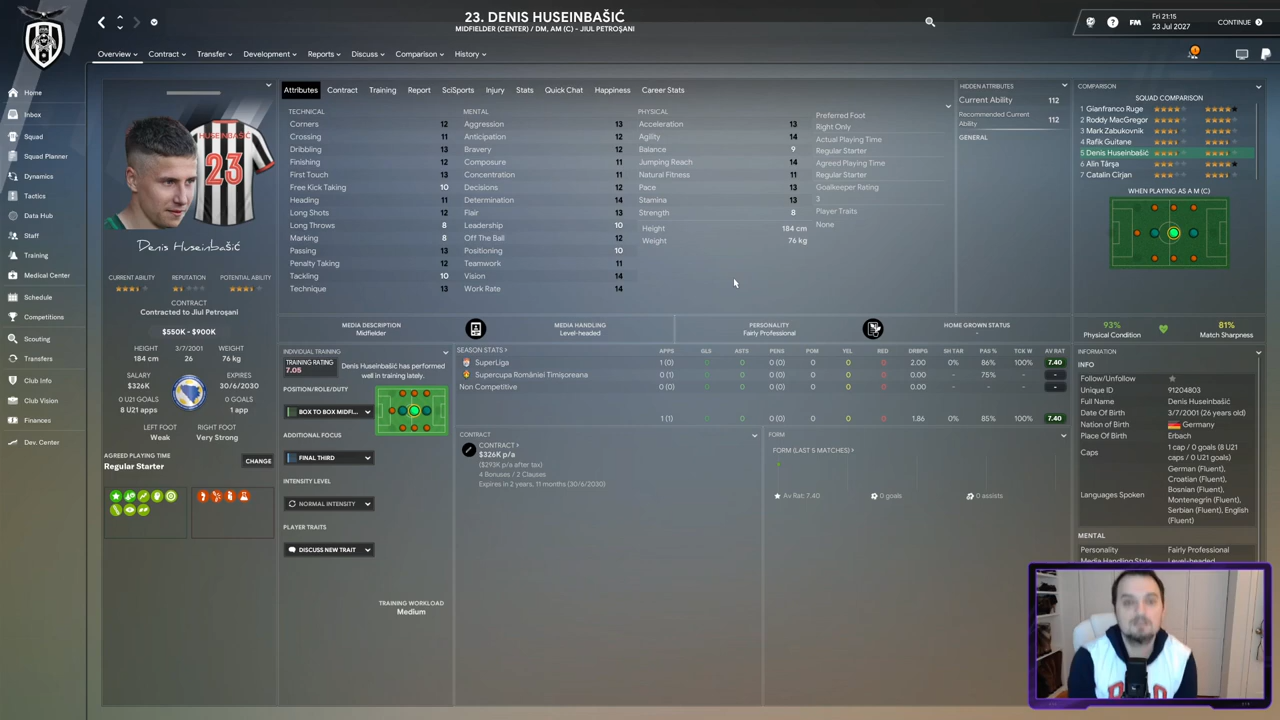 23. DENIS HUSEINBAŠIĆ
MIDFIELDER (CENTER) / DM, AM (C) - JIUL PETROȘANI
Fri 21:15
23 Jul 2027
FM
CONTINUE
Overview Contract Transfer Development Reports Discuss Comparison History
Home
Inbox
Squad
Squad Planner
Dynamics
Tactics
Data Hub
Staff
Training
Medical Center
Schedule
Competitions
Scouting
Transfers
Club Info
Club Vision
Finances
Dev. Center
HUSEINBAŠIĆ
23
Denis Huseinbašić
CURRENT ABILITY REPUTATION POTENTIAL ABILITY
CONTRACT
Contracted to Jiul Petroșani
$550K - $900K
HEIGHT 3/7/2001 WEIGHT
184 cm 26 76 kg
SALARY EXPIRES
$326K 30/6/2030
0 U21 GOALS 0 GOALS
8 U21 apps 1 app
LEFT FOOT RIGHT FOOT
Weak Very Strong
AGREED PLAYING TIME
Regular Starter CHANGE
Attributes Contract Training Report SciSports Injury Stats Quick Chat Happiness Career Stats
TECHNICAL
Corners 12
Crossing 11
Dribbling 13
Finishing 12
First Touch 13
Free Kick Taking 10
Heading 11
Long Shots 12
Long Throws 8
Marking 8
Passing 13
Penalty Taking 12
Tackling 10
Technique 13
MENTAL
Aggression 13
Anticipation 12
Bravery 12
Composure 11
Concentration 11
Decisions 12
Determination 14
Flair 13
Leadership 10
Off The Ball 12
Positioning 10
Teamwork 11
Vision 14
Work Rate 14
PHYSICAL
Acceleration 13
Agility 14
Balance 9
Jumping Reach 14
Natural Fitness 11
Pace 13
Stamina 13
Strength 8
Height 184 cm
Weight 76 kg
Preferred Foot
Right Only
Actual Playing Time
Regular Starter
Agreed Playing Time
Regular Starter
Goalkeeper Rating
3
Player Traits
None
HIDDEN ATTRIBUTES
Current Ability 112
Recommended Current Ability 112
GENERAL
COMPARISON
SQUAD COMPARISON
1 Gianfranco Ruge
2 Roddy MacGregor
3 Mark Zabukovnik
4 Rafik Guitane
5 Denis Huseinbašić
6 Alin Târșa
7 Catalin Cîrjan
WHEN PLAYING AS A M (C)
MEDIA DESCRIPTION
Midfielder
MEDIA HANDLING
Level-headed
PERSONALITY
Fairly Professional
HOME GROWN STATUS
-
93%
Physical Condition
81%
Match Sharpness
INDIVIDUAL TRAINING
TRAINING RATING
7.05
Denis Huseinbašić has
performed
well in training lately.
POSITION/ROLE/DUTY
BOX TO BOX MIDFI...
ADDITIONAL FOCUS
FINAL THIRD
INTENSITY LEVEL
NORMAL INTENSITY
PLAYER TRAITS
DISCUSS NEW TRAIT
TRAINING WORKLOAD
Medium
SEASON STATS APPS GLS ASTS PENS POM YEL RED DRBPG SH TAR PAS % TCK W AV RAT
SuperLiga 1 (0) 0 0 0 (0) 0 0 0 2.00 0% 86% 100% 7.40
Supercupa României Timișoreana 0 (1) 0 0 0 (0) 0 0 0 0.00 - 75% - -
Non Competitive 0 (0) 0 0 0 (0) 0 0 0 0.00 - - - -
1 (1) 0 0 0 (0) 0 0 0 1.86 0% 85% 100% 7.40
CONTRACT
CONTRACT
$326K p/a
($293K p/a after tax)
4 Bonuses / 2 Clauses
Expires in 2 years, 11 months (30/6/2030)
FORM
FORM (LAST 5 MATCHES)
Av Rat: 7.40 0 goals 0 assists
INFORMATION
INFO
Follow/Unfollow
Unique ID 91204803
Full Name Denis Huseinbašić
Date Of Birth 3/7/2001 (26 years old)
Nation of Birth Germany
Place Of Birth Erbach
Caps 1 cap / 0 goals (8 U21 caps / 0 U21 goals)
Languages Spoken German (Fluent), Croatian (Fluent), Bosnian (Fluent), Montenegrin (Fluent), Serbian (Fluent), English (Fluent)
MENTAL
Personality Fairly Professional
Media Handling Style Level-headed